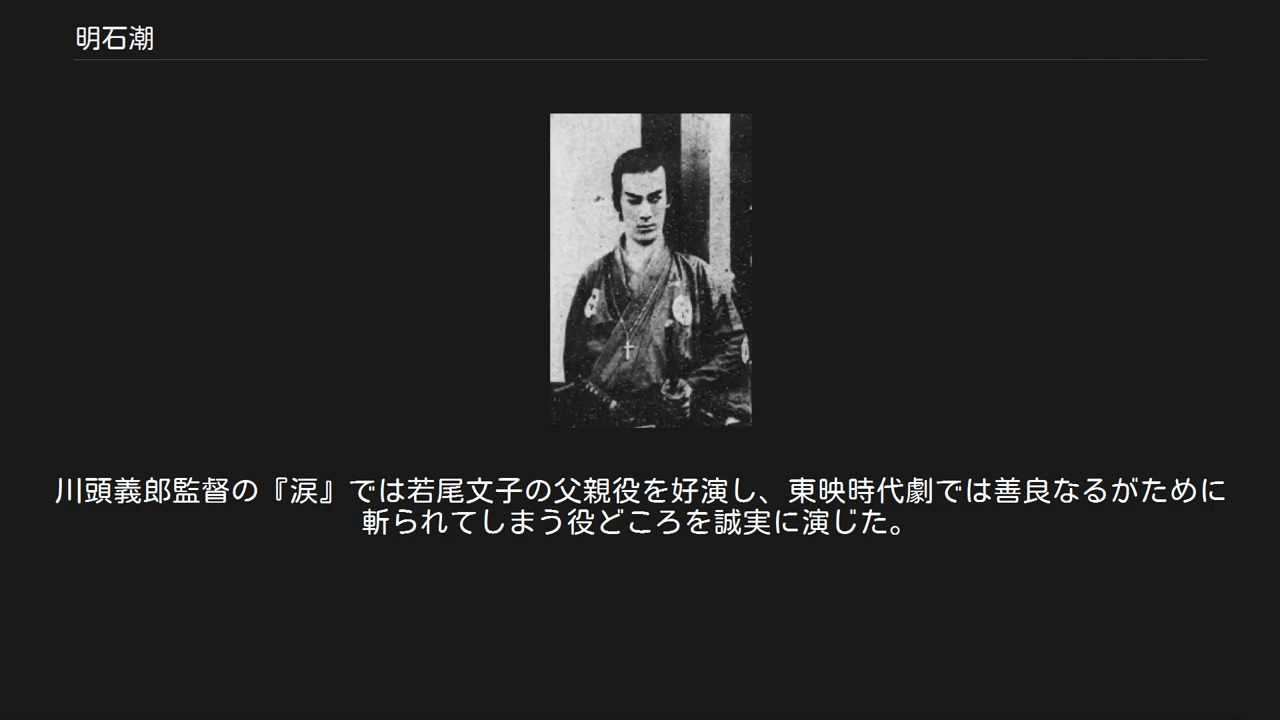 明石潮
川頭義郎監督の『涙』では若尾文子の父親役を好演し、東映時代劇では善良なるがために
斬られてしまう役どころを誠実に演じた。